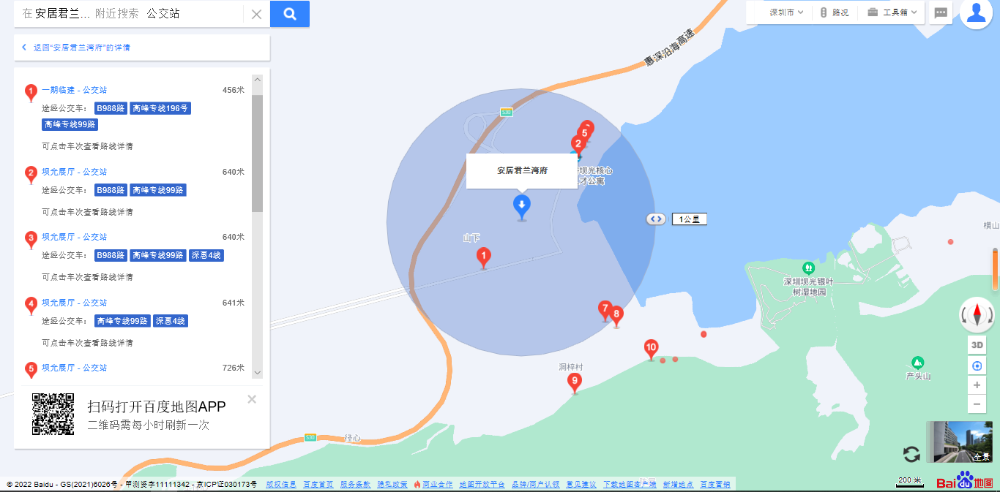 在 安居君兰... 附近搜索 公交站
深圳市
路况
工具箱
返回“安居君兰湾府”的详情
1 一期临建 - 公交站 456米
途经公交车： B988路 高峰专线196号
高峰专线99路
可点击车次查看路线详情
2 坝光展厅 - 公交站 640米
途经公交车： B988路 高峰专线99路
可点击车次查看路线详情
3 坝光展厅 - 公交站 640米
途经公交车： B988路 高峰专线99路 深惠4线
可点击车次查看路线详情
4 坝光展厅 - 公交站 641米
途经公交车： 高峰专线99路 深惠4线
可点击车次查看路线详情
5 坝光展厅 - 公交站 726米
扫码打开百度地图APP
二维码需每小时刷新一次
惠深沿海高速
S30
5
2
安居君兰湾府
坝光核心
才公寓
1公里
山下
1
横山
深圳坝光银叶
树湿地园
7
8
10
洞梓村
9
产头山
3D
S30
径心
全景
200 米
Bai du 地图
© 2022 Baidu - GS(2021)6026号 - 甲测资字11111342 - 京ICP证030173号 版权信息 百度首页 服务条款 隐私政策 商业合作 地图开放平台 品牌/商户认领 意见建议 下载地图客户端 新增地点 百度营销